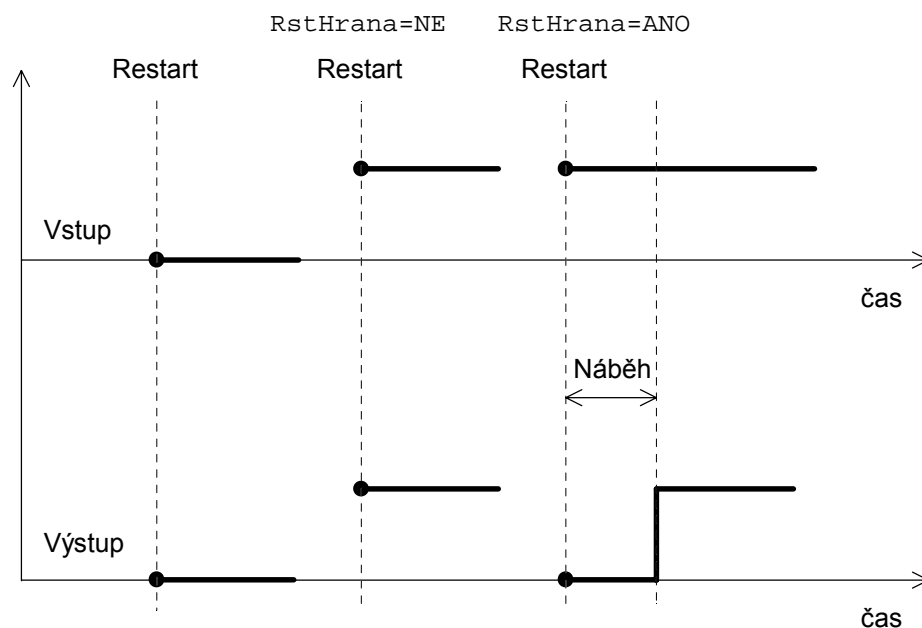 RstHrana=NE RstHrana=ANO
Restart Restart Restart
Vstup
čas
Náběh
Výstup
čas